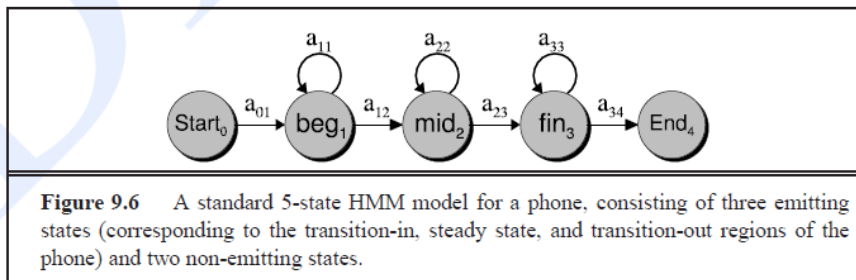 a₁₁ a₂₂ a₃₃
Start₀ a₀₁ beg₁ a₁₂ mid₂ a₂₃ fin₃ a₃₄ End₄
Figure 9.6 A standard 5-state HMM model for a phone, consisting of three emitting
states (corresponding to the transition-in, steady state, and transition-out regions of the
phone) and two non-emitting states.